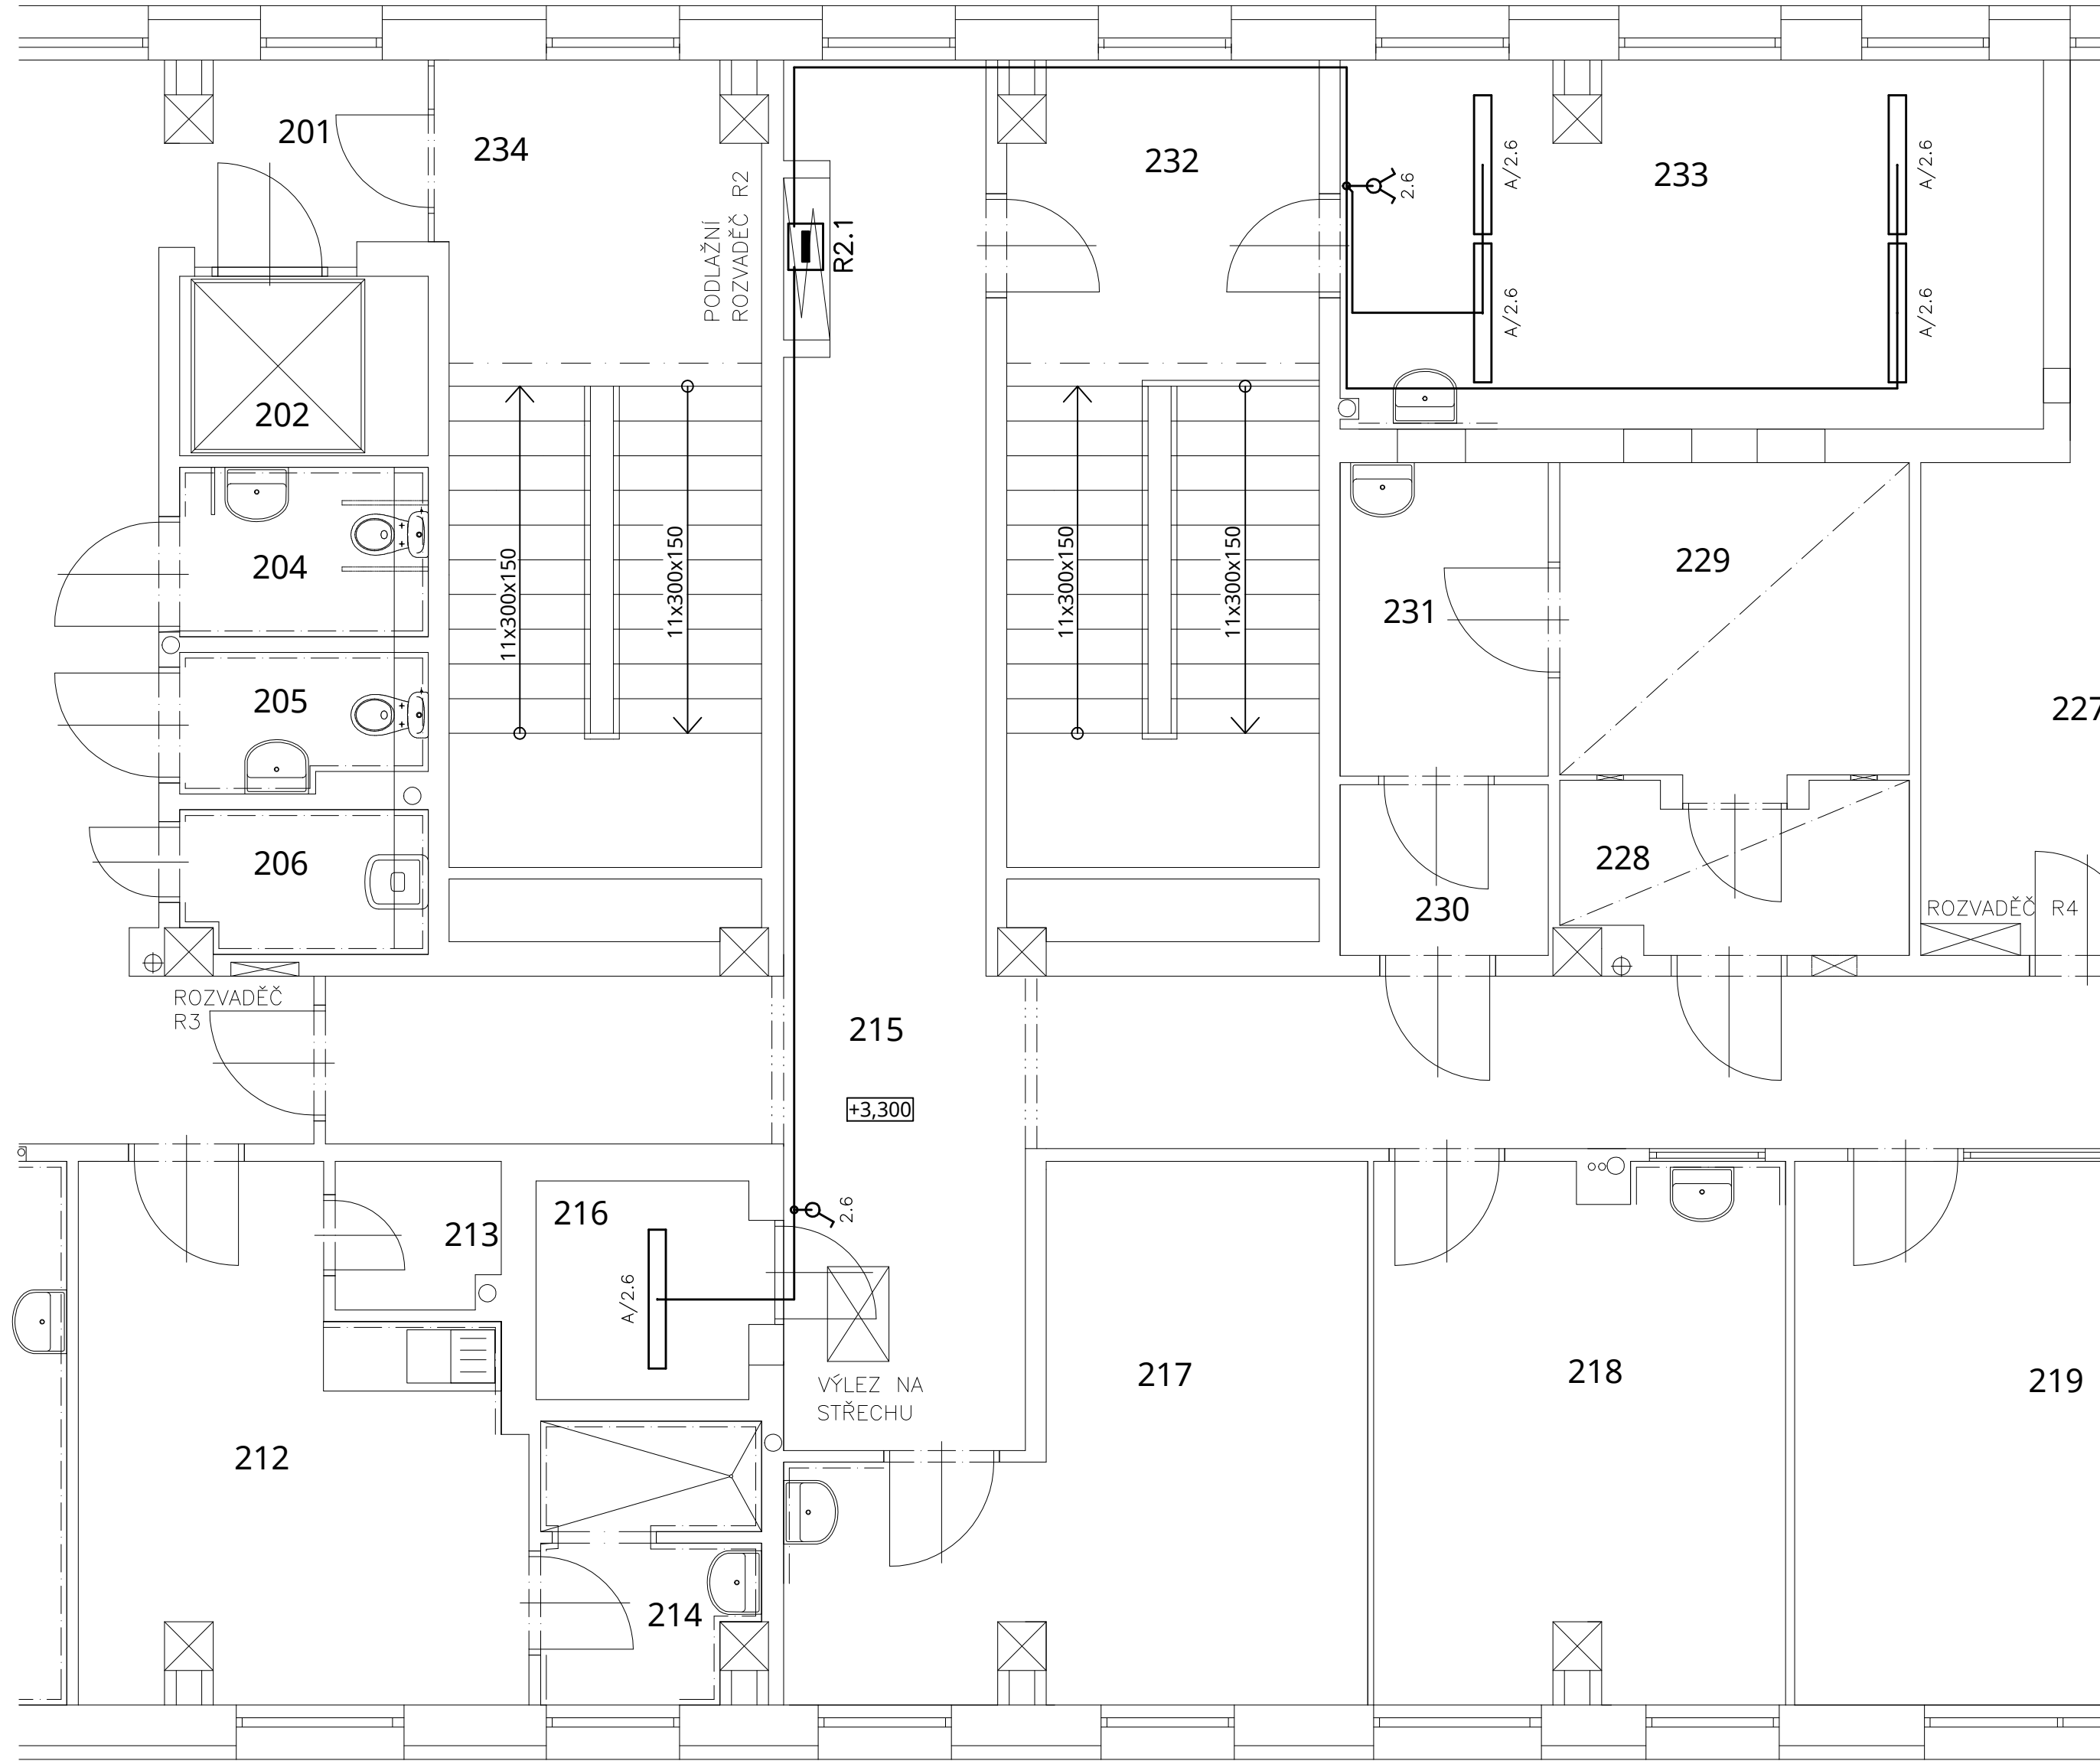 201
234
232
233
2.6
A/2.6
A/2.6
PODLAŽNÍ
ROZVADĚČ R2
R2.1
A/2.6
A/2.6
202
204
11x300x150
11x300x150
11x300x150
11x300x150
229
231
205
227
206
228
230
ROZVADĚČ R4
ROZVADĚČ
R3
215
+3,300
216
213
2.6
A/2.6
VÝLEZ NA
STŘECHU
217
218
219
212
214